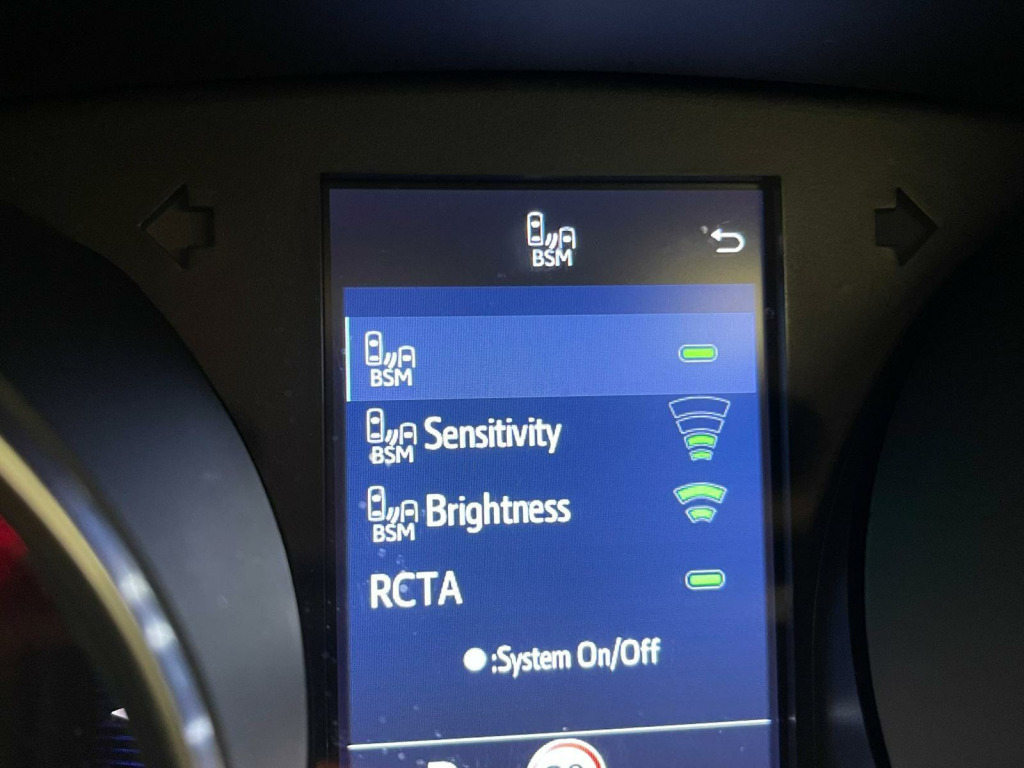 BSM
BSM
BSM Sensitivity
BSM Brightness
RCTA
:System On/Off